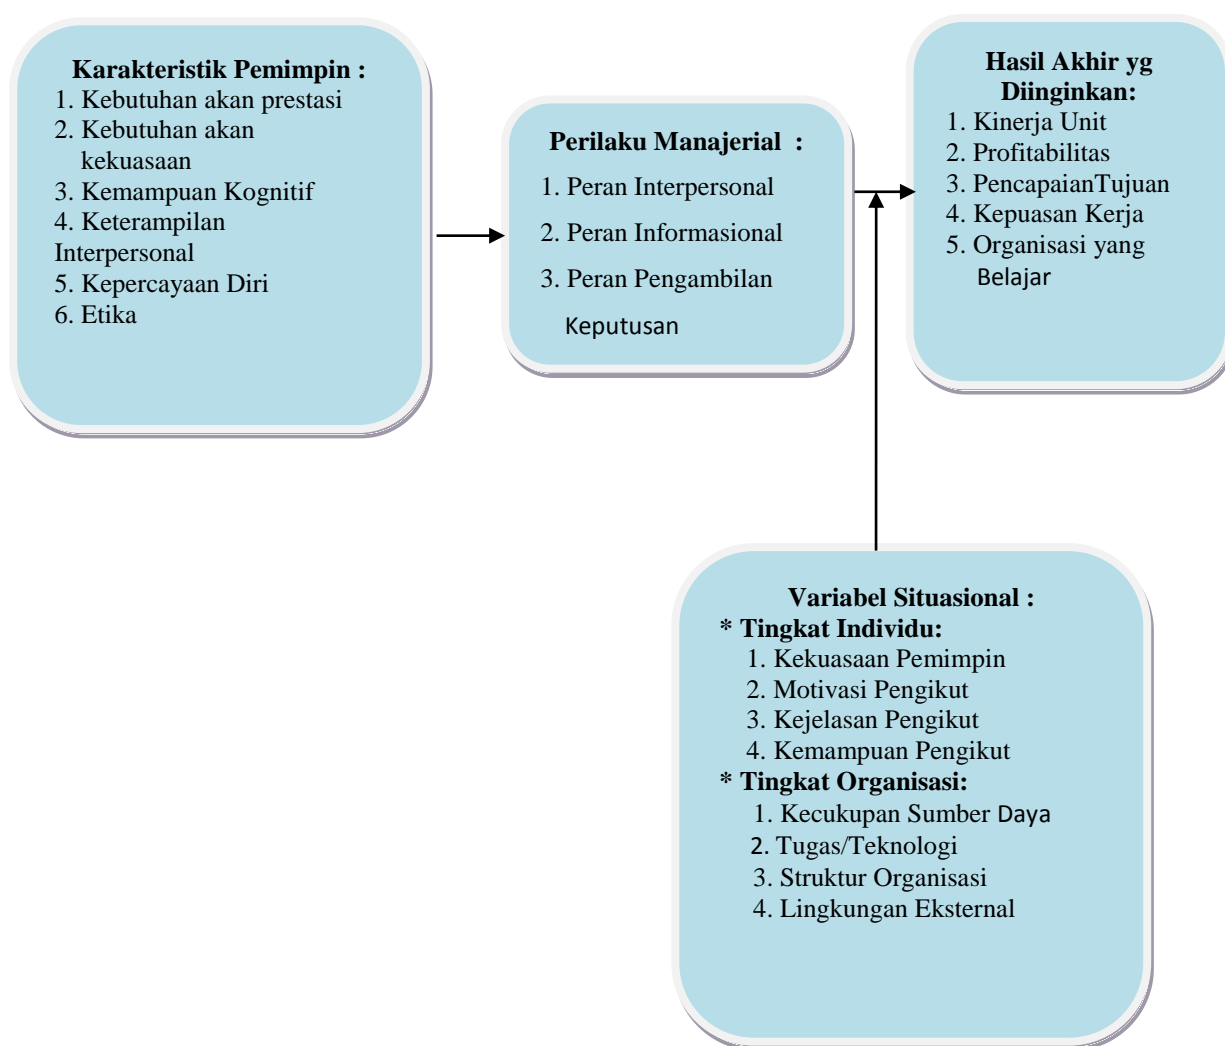 Karakteristik Pemimpin :
1. Kebutuhan akan prestasi
2. Kebutuhan akan
kekuasaan
3. Kemampuan Kognitif
4. Keterampilan
Interpersonal
5. Kepercayaan Diri
6. Etika
Perilaku Manajerial :
1. Peran Interpersonal
2. Peran Informasional
3. Peran Pengambilan
Keputusan
Hasil Akhir yg
Diinginkan:
1. Kinerja Unit
2. Profitabilitas
3. PencapaianTujuan
4. Kepuasan Kerja
5. Organisasi yang
Belajar
Variabel Situasional :
* Tingkat Individu:
1. Kekuasaan Pemimpin
2. Motivasi Pengikut
3. Kejelasan Pengikut
4. Kemampuan Pengikut
* Tingkat Organisasi:
1. Kecukupan Sumber Daya
2. Tugas/Teknologi
3. Struktur Organisasi
4. Lingkungan Eksternal